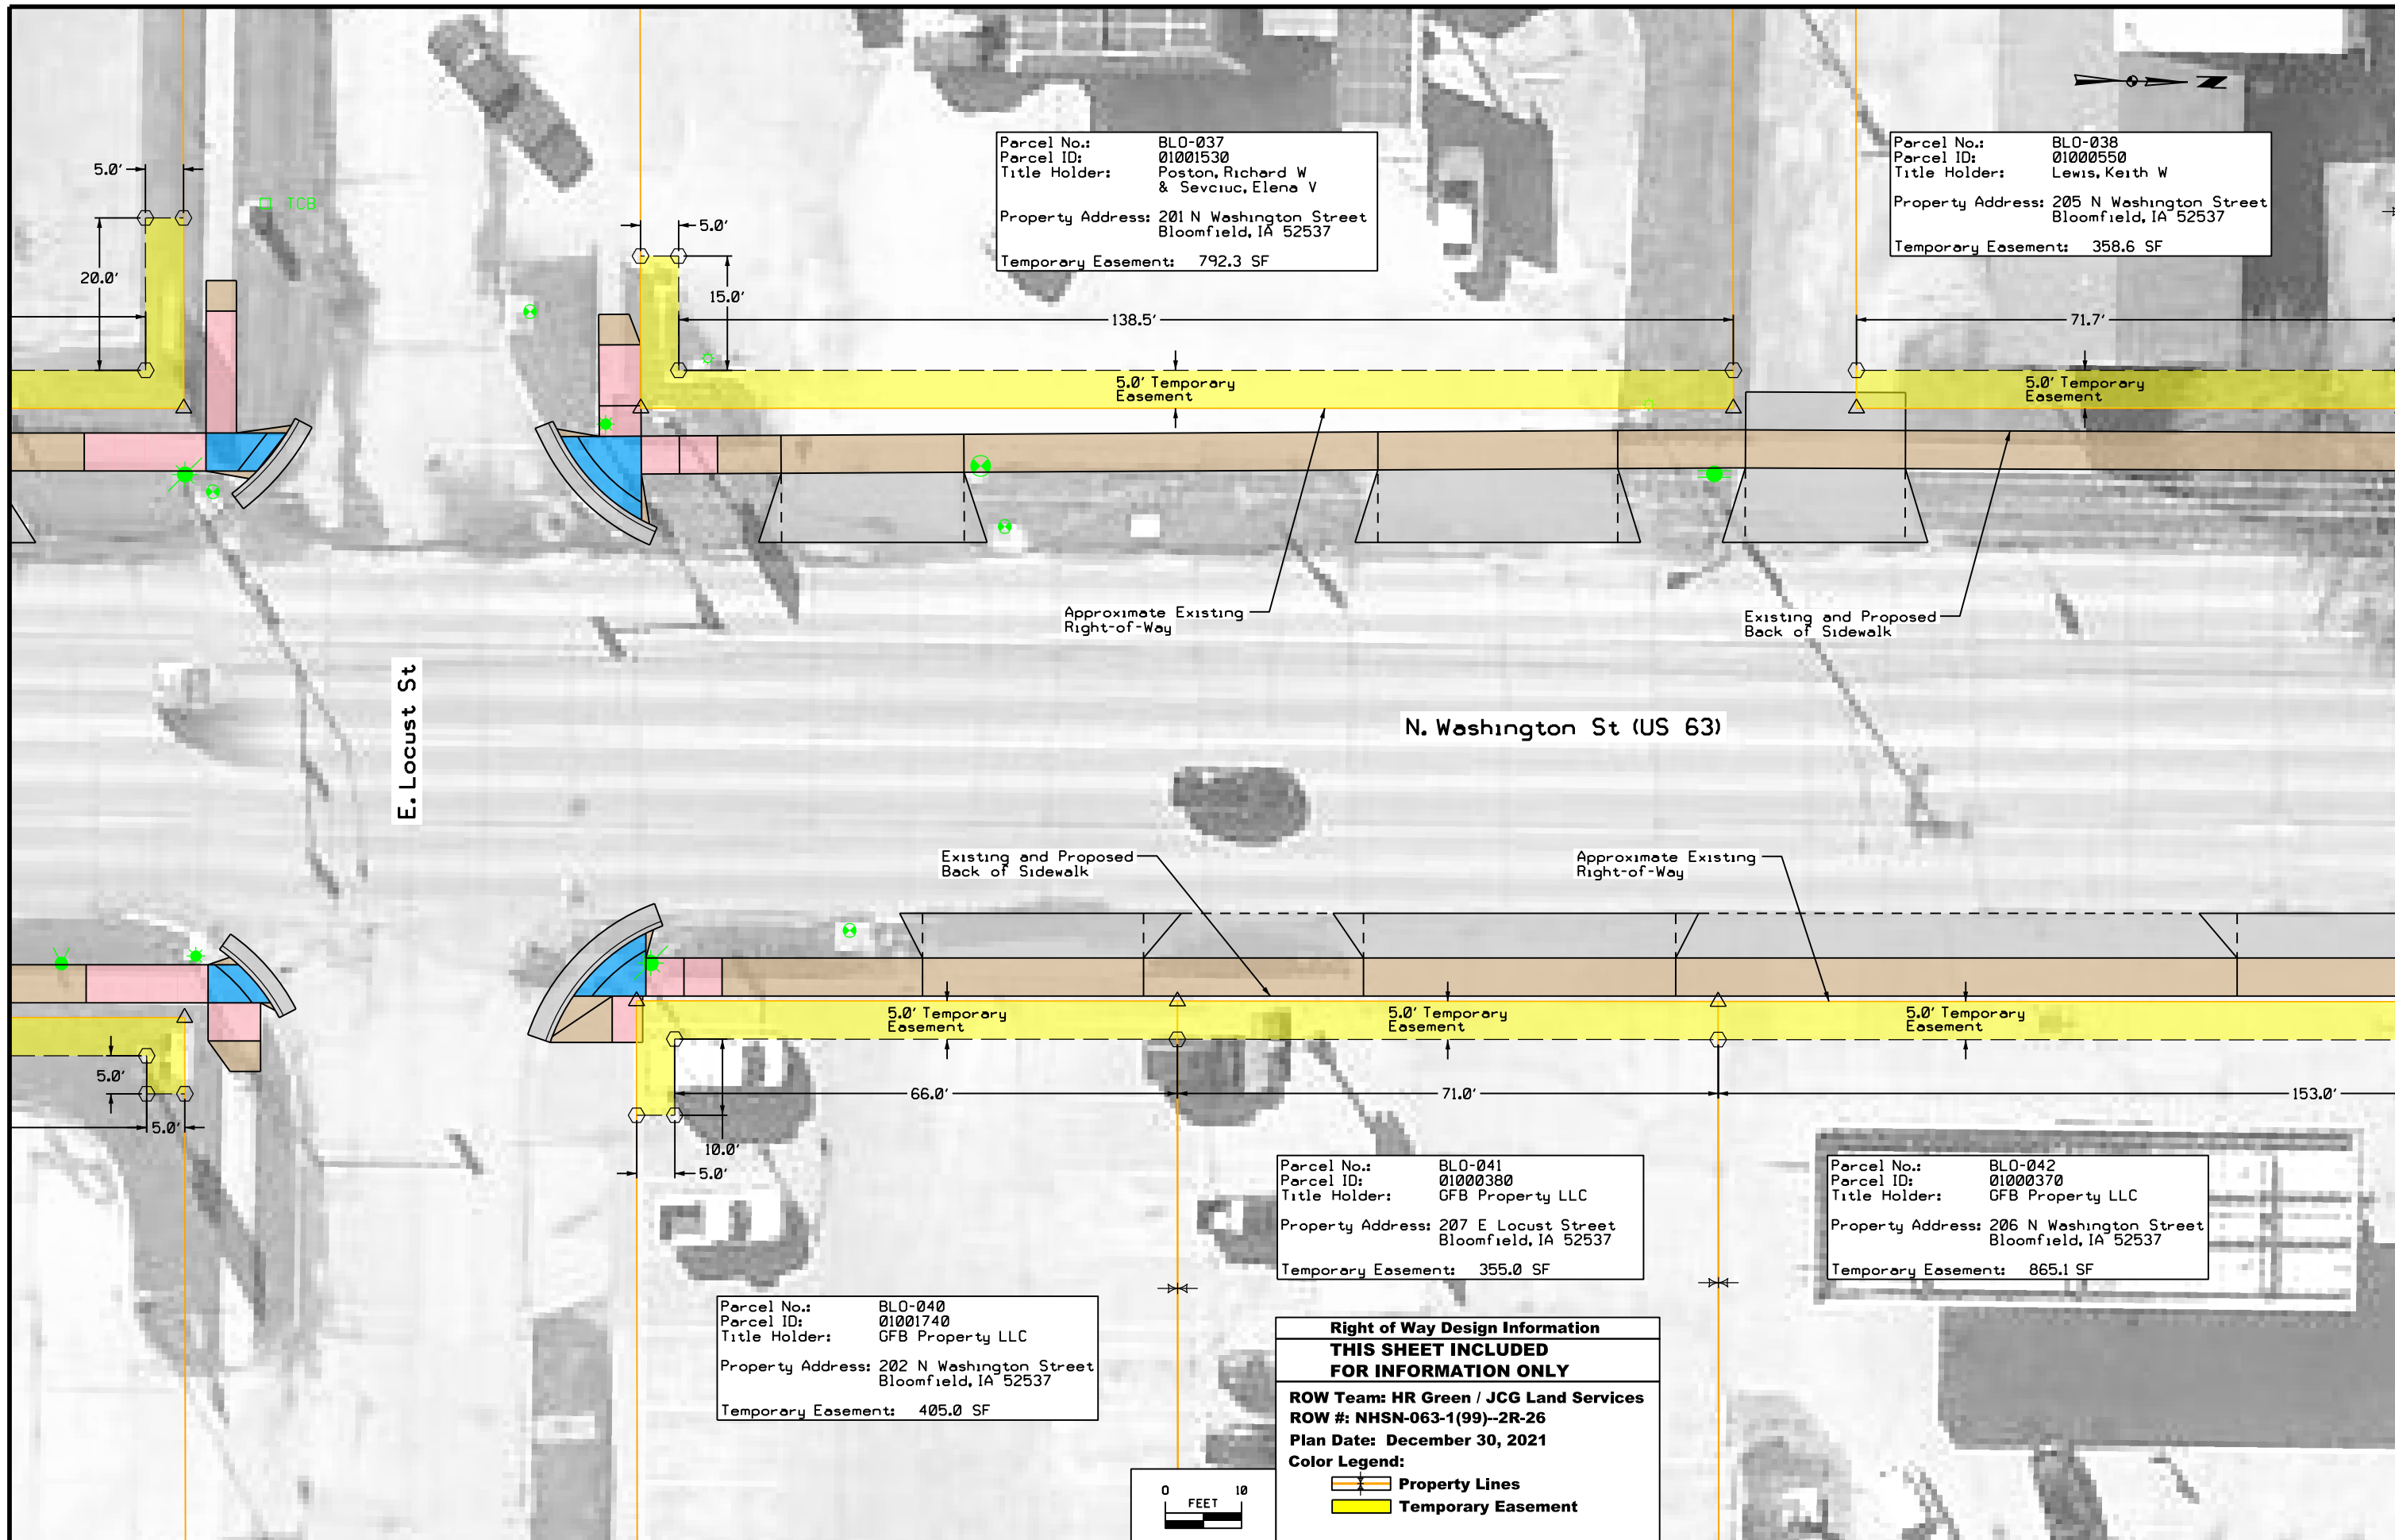 5.0'
TCB
20.0'
5.0'
15.0'
Parcel No.: BLO-037
Parcel ID: 01001530
Title Holder: Poston, Richard W
& Sevciuc, Elena V
Property Address: 201 N Washington Street
Bloomfield, IA 52537
Temporary Easement: 792.3 SF
N
Parcel No.: BLO-038
Parcel ID: 01000550
Title Holder: Lewis, Keith W
Property Address: 205 N Washington Street
Bloomfield, IA 52537
Temporary Easement: 358.6 SF
138.5'
71.7'
5.0' Temporary
Easement
5.0' Temporary
Easement
Approximate Existing
Right-of-Way
Existing and Proposed
Back of Sidewalk
E. Locust St
N. Washington St (US 63)
Existing and Proposed
Back of Sidewalk
Approximate Existing
Right-of-Way
5.0' Temporary
Easement
5.0' Temporary
Easement
5.0' Temporary
Easement
5.0'
5.0'
66.0'
71.0'
153.0'
10.0'
5.0'
Parcel No.: BLO-041
Parcel ID: 01000380
Title Holder: GFB Property LLC
Property Address: 207 E Locust Street
Bloomfield, IA 52537
Temporary Easement: 355.0 SF
Parcel No.: BLO-042
Parcel ID: 01000370
Title Holder: GFB Property LLC
Property Address: 206 N Washington Street
Bloomfield, IA 52537
Temporary Easement: 865.1 SF
Parcel No.: BLO-040
Parcel ID: 01001740
Title Holder: GFB Property LLC
Property Address: 202 N Washington Street
Bloomfield, IA 52537
Temporary Easement: 405.0 SF
Right of Way Design Information
THIS SHEET INCLUDED
FOR INFORMATION ONLY
ROW Team: HR Green / JCG Land Services
ROW #: NHSN-063-1(99)--2R-26
Plan Date: December 30, 2021
Color Legend:
Property Lines
Temporary Easement
0 10
FEET